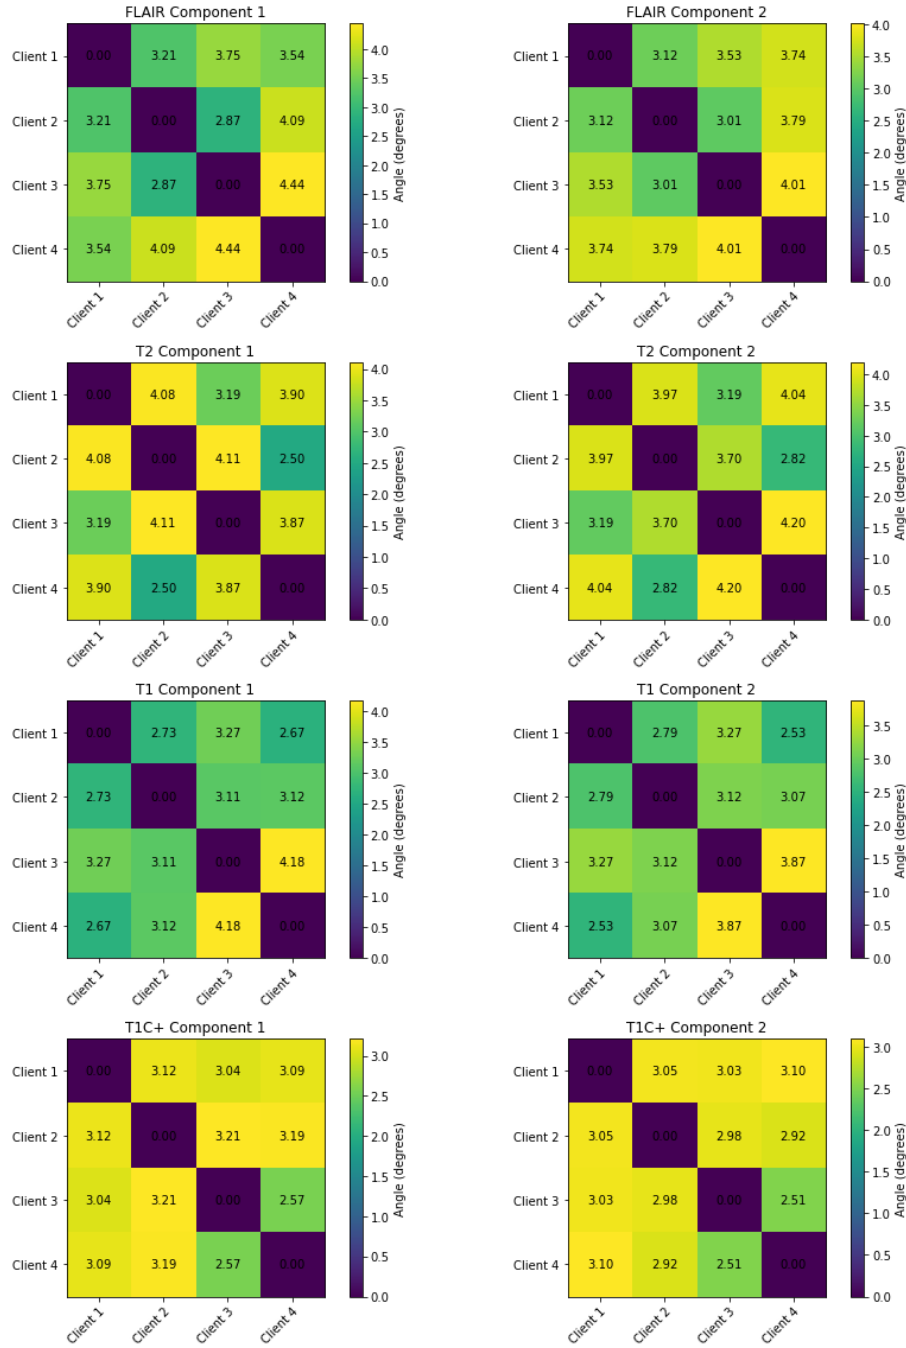 FLAIR Component 1
Client 1 0.00 3.21 3.75 3.54
Client 2 3.21 0.00 2.87 4.09
Client 3 3.75 2.87 0.00 4.44
Client 4 3.54 4.09 4.44 0.00
Client 1 Client 2 Client 3 Client 4
4.0
3.5
3.0
2.5
2.0
1.5
1.0
0.5
0.0
Angle (degrees)
FLAIR Component 2
Client 1 0.00 3.12 3.53 3.74
Client 2 3.12 0.00 3.01 3.79
Client 3 3.53 3.01 0.00 4.01
Client 4 3.74 3.79 4.01 0.00
Client 1 Client 2 Client 3 Client 4
4.0
3.5
3.0
2.5
2.0
1.5
1.0
0.5
0.0
Angle (degrees)
T2 Component 1
Client 1 0.00 4.08 3.19 3.90
Client 2 4.08 0.00 4.11 2.50
Client 3 3.19 4.11 0.00 3.87
Client 4 3.90 2.50 3.87 0.00
Client 1 Client 2 Client 3 Client 4
4.0
3.5
3.0
2.5
2.0
1.5
1.0
0.5
0.0
Angle (degrees)
T2 Component 2
Client 1 0.00 3.97 3.19 4.04
Client 2 3.97 0.00 3.70 2.82
Client 3 3.19 3.70 0.00 4.20
Client 4 4.04 2.82 4.20 0.00
Client 1 Client 2 Client 3 Client 4
4.0
3.5
3.0
2.5
2.0
1.5
1.0
0.5
0.0
Angle (degrees)
T1 Component 1
Client 1 0.00 2.73 3.27 2.67
Client 2 2.73 0.00 3.11 3.12
Client 3 3.27 3.11 0.00 4.18
Client 4 2.67 3.12 4.18 0.00
Client 1 Client 2 Client 3 Client 4
4.0
3.5
3.0
2.5
2.0
1.5
1.0
0.5
0.0
Angle (degrees)
T1 Component 2
Client 1 0.00 2.79 3.27 2.53
Client 2 2.79 0.00 3.12 3.07
Client 3 3.27 3.12 0.00 3.87
Client 4 2.53 3.07 3.87 0.00
Client 1 Client 2 Client 3 Client 4
3.5
3.0
2.5
2.0
1.5
1.0
0.5
0.0
Angle (degrees)
T1C+ Component 1
Client 1 0.00 3.12 3.04 3.09
Client 2 3.12 0.00 3.21 3.19
Client 3 3.04 3.21 0.00 2.57
Client 4 3.09 3.19 2.57 0.00
Client 1 Client 2 Client 3 Client 4
3.0
2.5
2.0
1.5
1.0
0.5
0.0
Angle (degrees)
T1C+ Component 2
Client 1 0.00 3.05 3.03 3.10
Client 2 3.05 0.00 2.98 2.92
Client 3 3.03 2.98 0.00 2.51
Client 4 3.10 2.92 2.51 0.00
Client 1 Client 2 Client 3 Client 4
3.0
2.5
2.0
1.5
1.0
0.5
0.0
Angle (degrees)